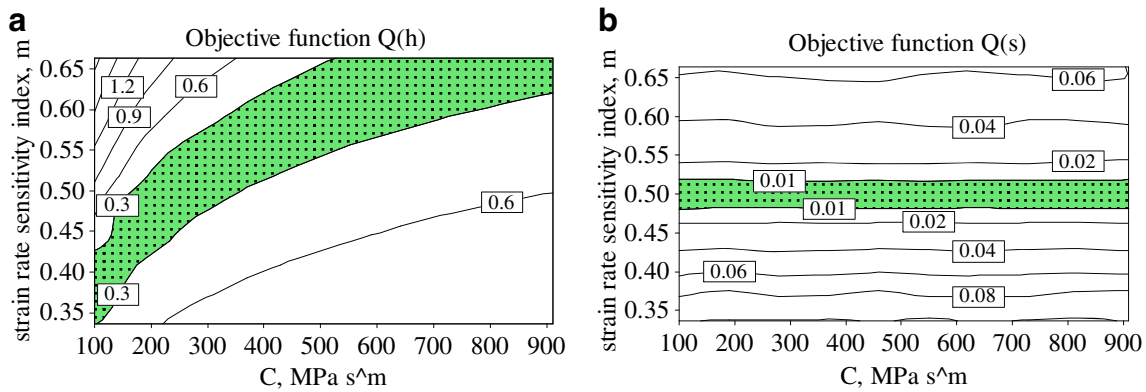 a
Objective function Q(h)
strain rate sensitivity index, m
0.65
0.60
0.55
0.50
0.45
0.40
0.35
1.2
0.9
0.6
0.3
0.3
0.6
100 200 300 400 500 600 700 800 900
C, MPa s^m
b
Objective function Q(s)
strain rate sensitivity index, m
0.65
0.60
0.55
0.50
0.45
0.40
0.35
0.06
0.04
0.02
0.01
0.01
0.02
0.04
0.06
0.08
100 200 300 400 500 600 700 800 900
C, MPa s^m